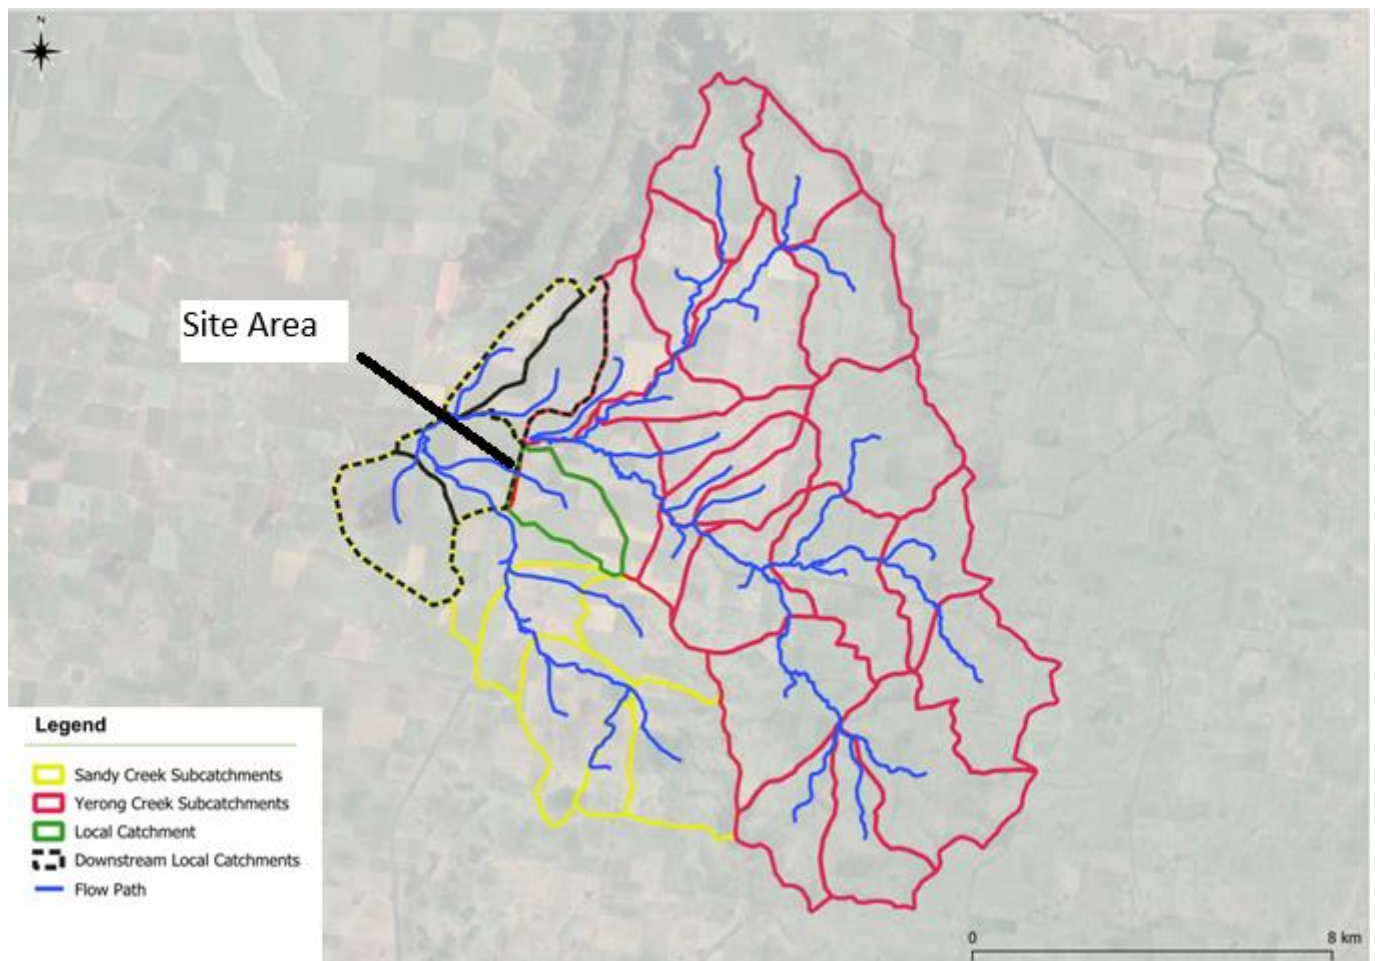 N
Site Area
Legend
Sandy Creek Subcatchments
Yerong Creek Subcatchments
Local Catchment
Downstream Local Catchments
Flow Path
0 8 km